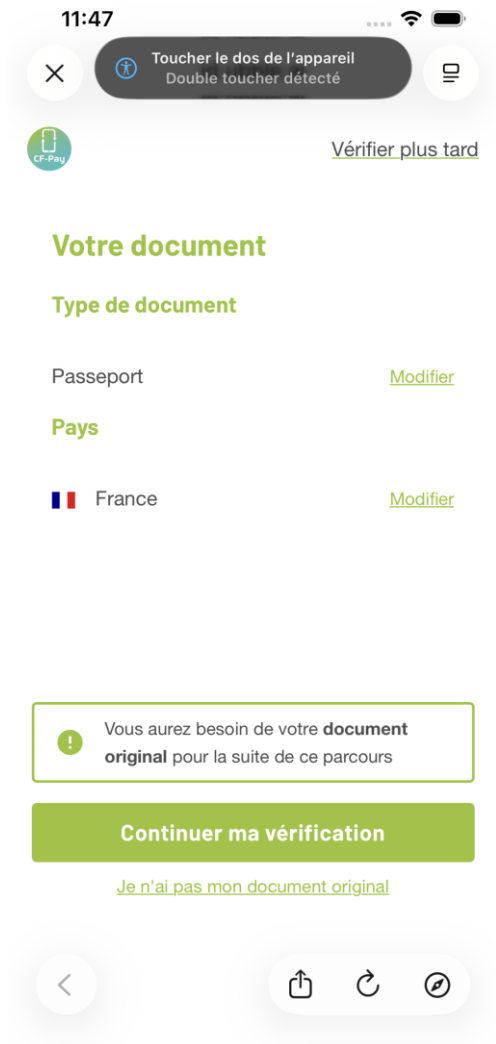 11:47
Toucher le dos de l’appareil
Double toucher détecté
CF-Pay
Vérifier plus tard
Votre document
Type de document
Passeport
Modifier
Pays
France
Modifier
Vous aurez besoin de votre document
original pour la suite de ce parcours
Continuer ma vérification
Je n'ai pas mon document original